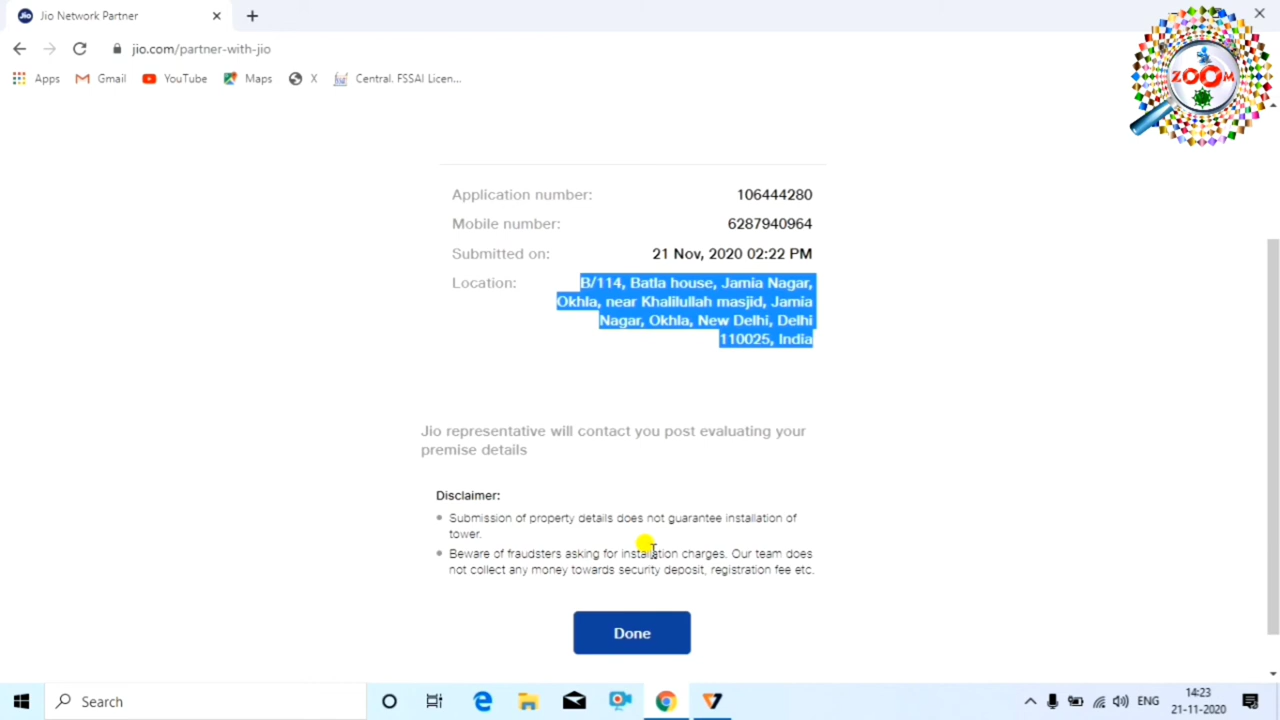 Jio Network Partner
jio.com/partner-with-jio
Apps Gmail YouTube Maps X Central. FSSAI Licen...
ZOOM
Application number: 106444280
Mobile number: 6287940964
Submitted on: 21 Nov, 2020 02:22 PM
Location: B/114, Batla house, Jamia Nagar,
Okhla, near Khalilullah masjid, Jamia
Nagar, Okhla, New Delhi, Delhi
110025, India
Jio representative will contact you post evaluating your
premise details
Disclaimer:
Submission of property details does not guarantee installation of
tower.
Beware of fraudsters asking for installation charges. Our team does
not collect any money towards security deposit, registration fee etc.
Done
Search
ENG
14:23
21-11-2020